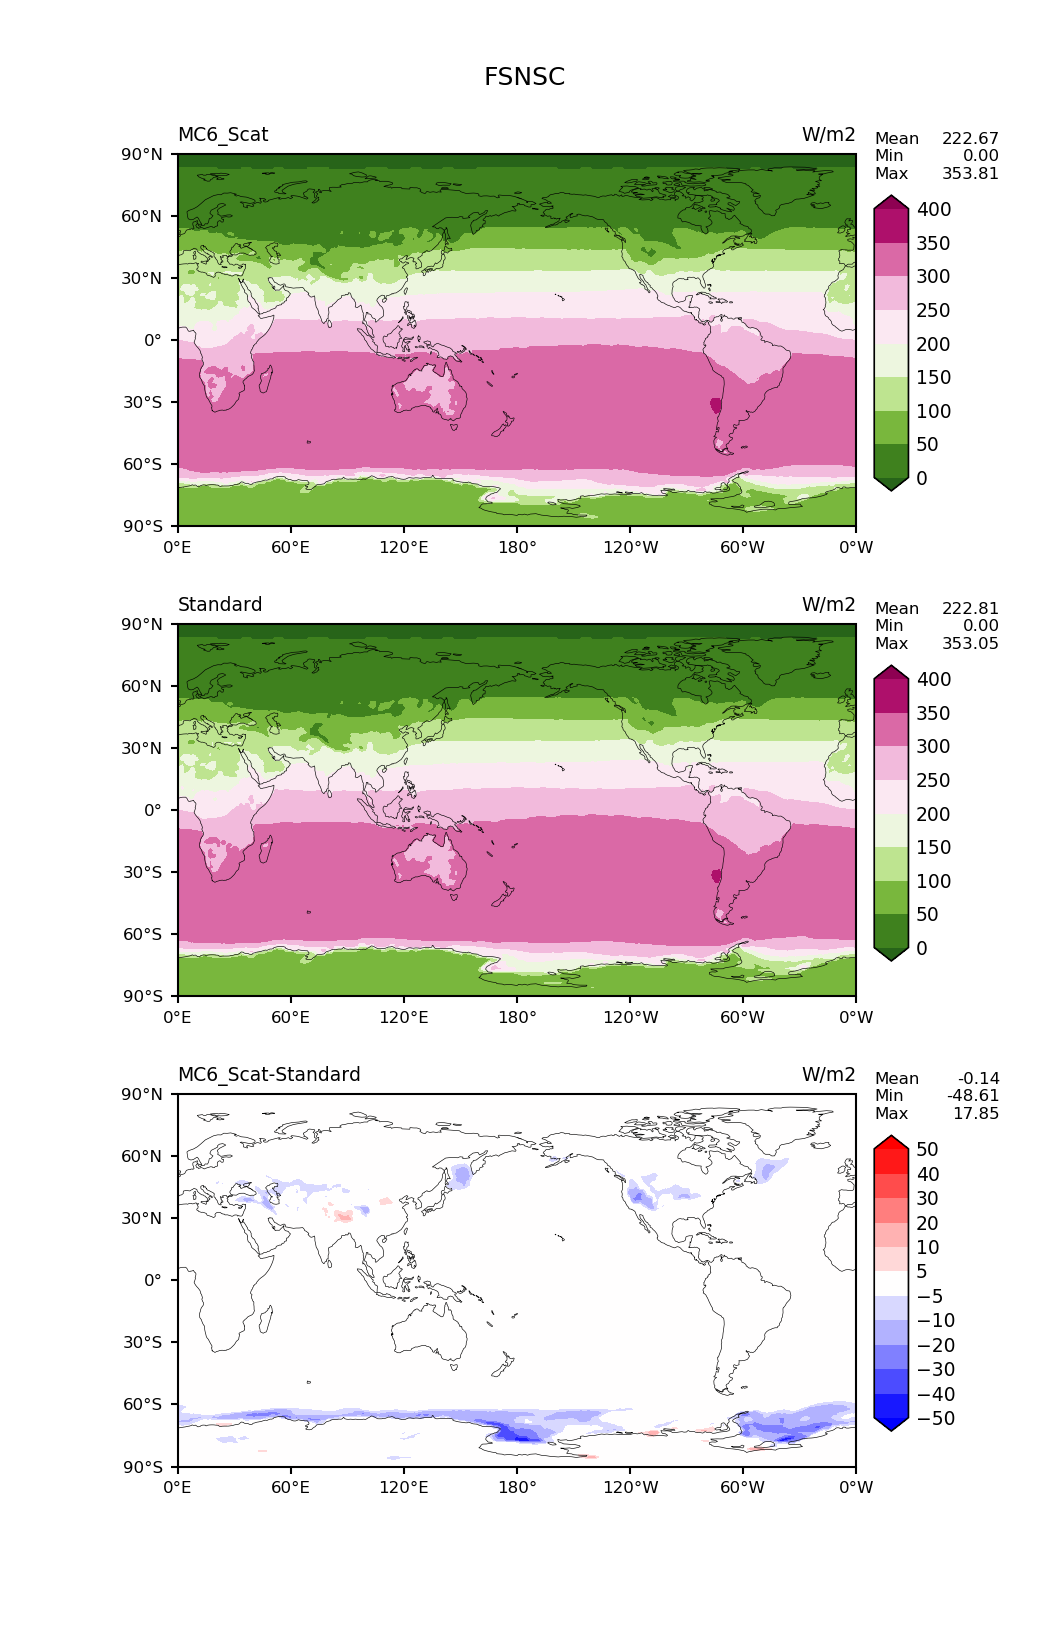 FSNSC
MC6_Scat W/m2
Mean 222.67
Min 0.00
Max 353.81
90°N
60°N
30°N
0°
30°S
60°S
90°S
0°E 60°E 120°E 180° 120°W 60°W 0°W
400
350
300
250
200
150
100
50
0
Standard W/m2
Mean 222.81
Min 0.00
Max 353.05
90°N
60°N
30°N
0°
30°S
60°S
90°S
0°E 60°E 120°E 180° 120°W 60°W 0°W
400
350
300
250
200
150
100
50
0
MC6_Scat-Standard W/m2
Mean -0.14
Min -48.61
Max 17.85
90°N
60°N
30°N
0°
30°S
60°S
90°S
0°E 60°E 120°E 180° 120°W 60°W 0°W
50
40
30
20
10
5
−5
−10
−20
−30
−40
−50